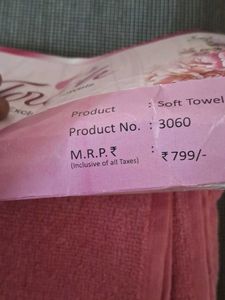 Product : Soft Towel
Product No. : 3060
M.R.P.₹ : ₹799/-
(Inclusive of all Taxes)